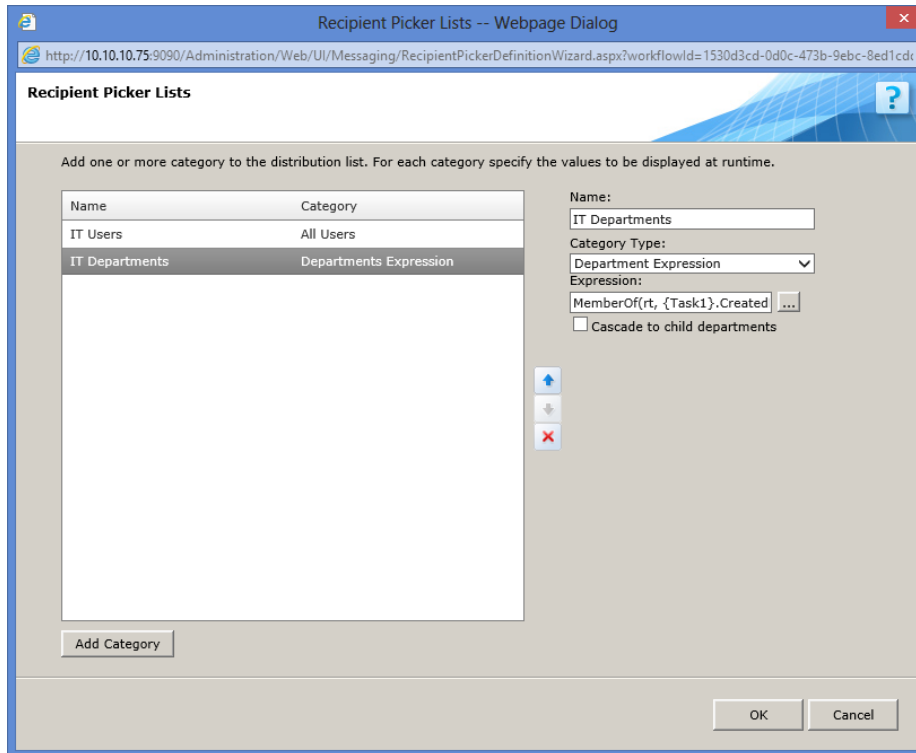 Recipient Picker Lists -- Webpage Dialog
http://10.10.10.75:9090/Administration/Web/UI/Messaging/RecipientPickerDefinitionWizard.aspx?workflowId=1530d3cd-0d0c-473b-9ebc-8ed1cdc
Recipient Picker Lists
?
Add one or more category to the distribution list. For each category specify the values to be displayed at runtime.
Name Category
IT Users All Users
IT Departments Departments Expression
Name:
IT Departments
Category Type:
Department Expression
Expression:
MemberOf(rt, {Task1}.Created ...
Cascade to child departments
Add Category
OK Cancel